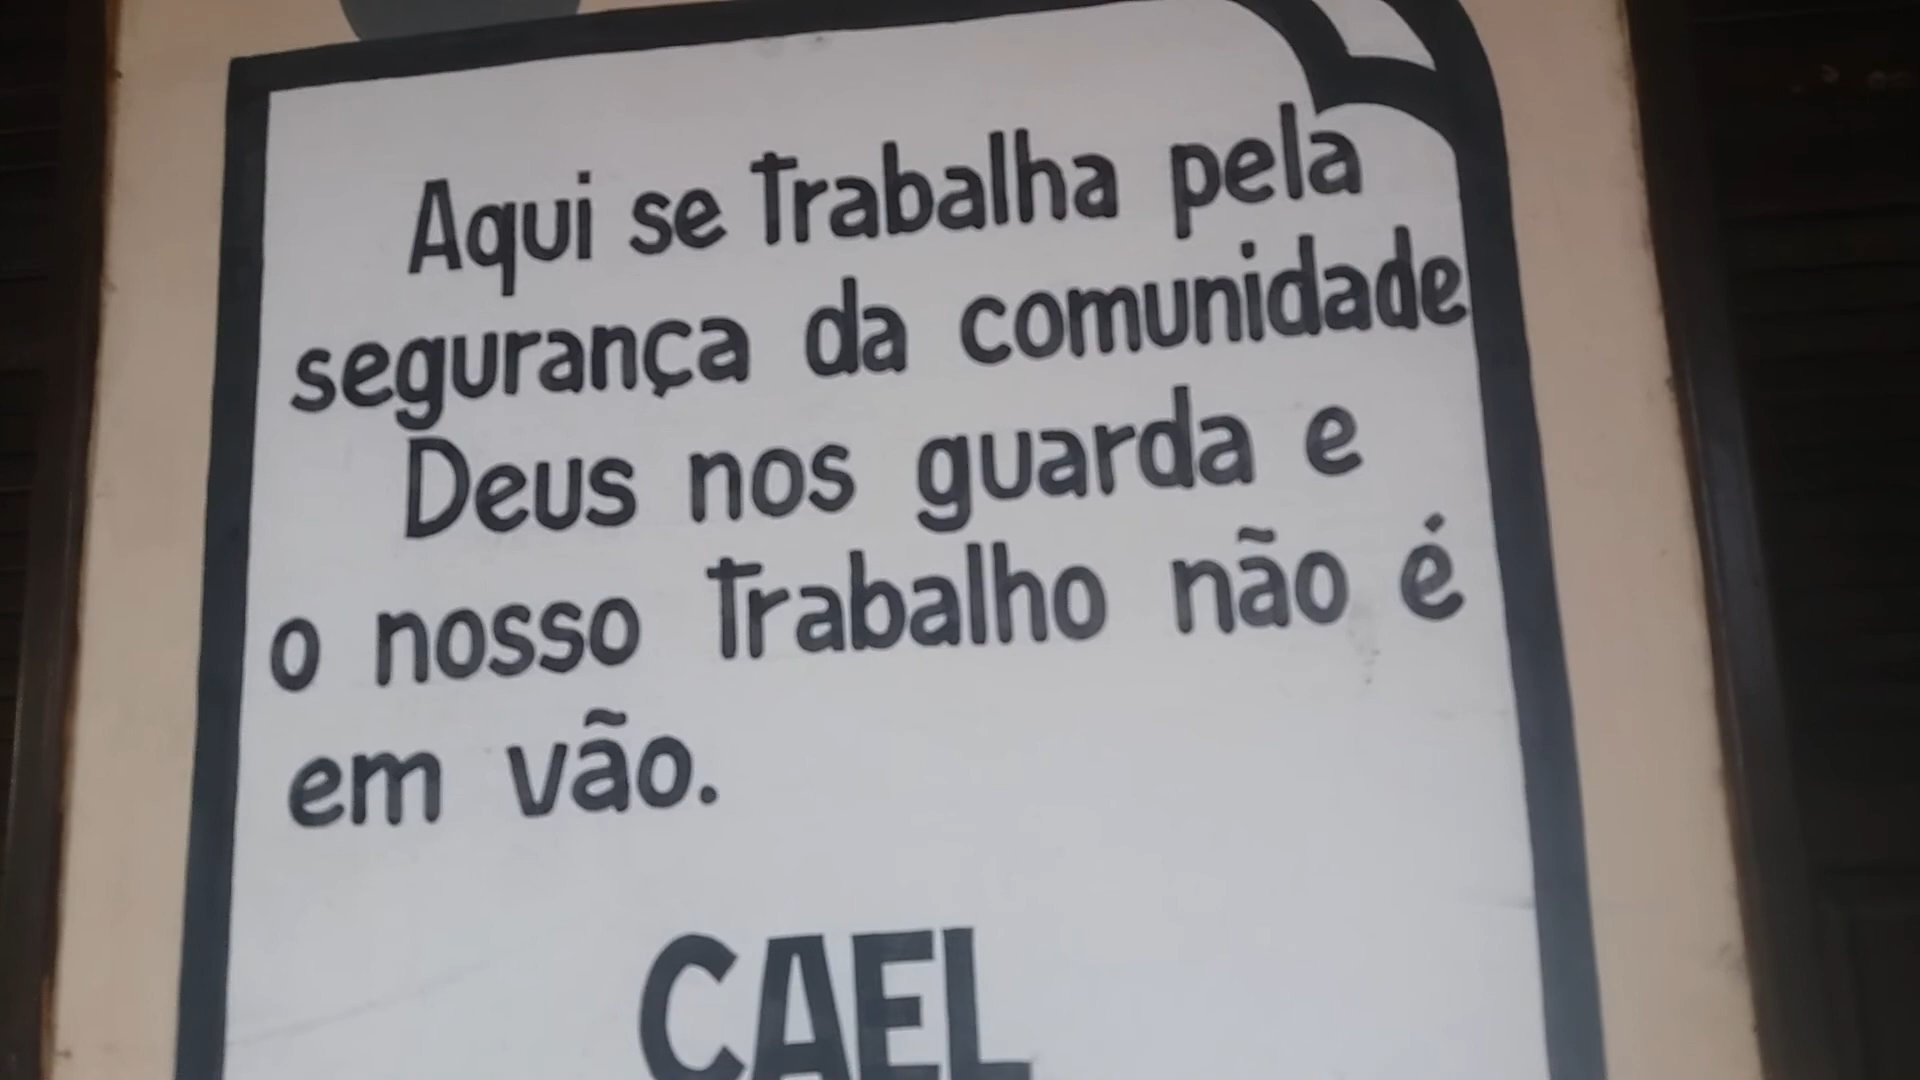 Aqui se Trabalha pela
segurança da comunidade
Deus nos guarda e
o nosso Trabalho não é
em vão.
CAEL